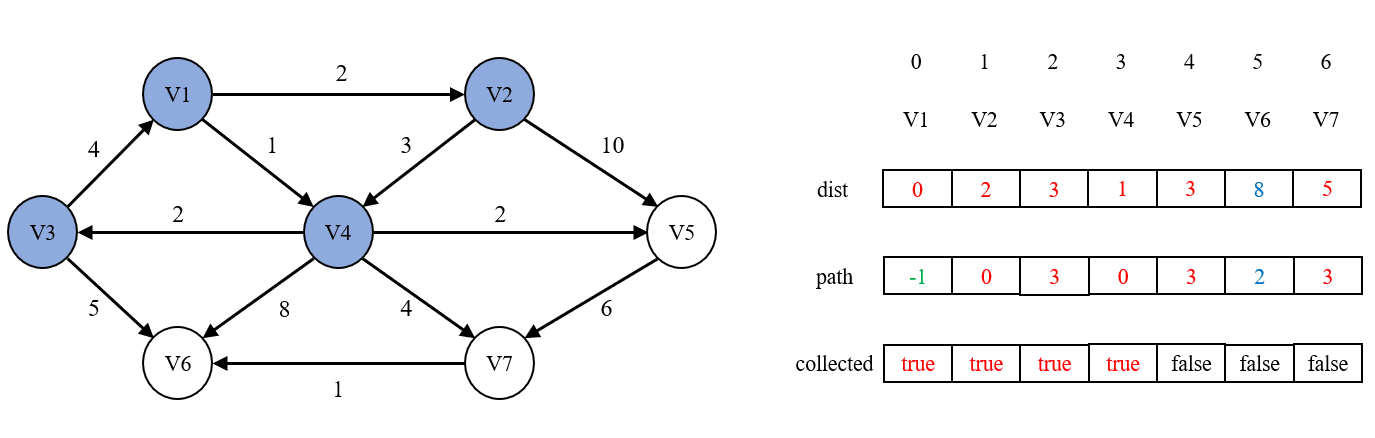 V1 2 V2
4 1 3 10
V3 2 V4 2 V5
5 8 4 6
V6 1 V7
0 1 2 3 4 5 6
V1 V2 V3 V4 V5 V6 V7
dist 0 2 3 1 3 8 5
path -1 0 3 0 3 2 3
collected true true true true false false false